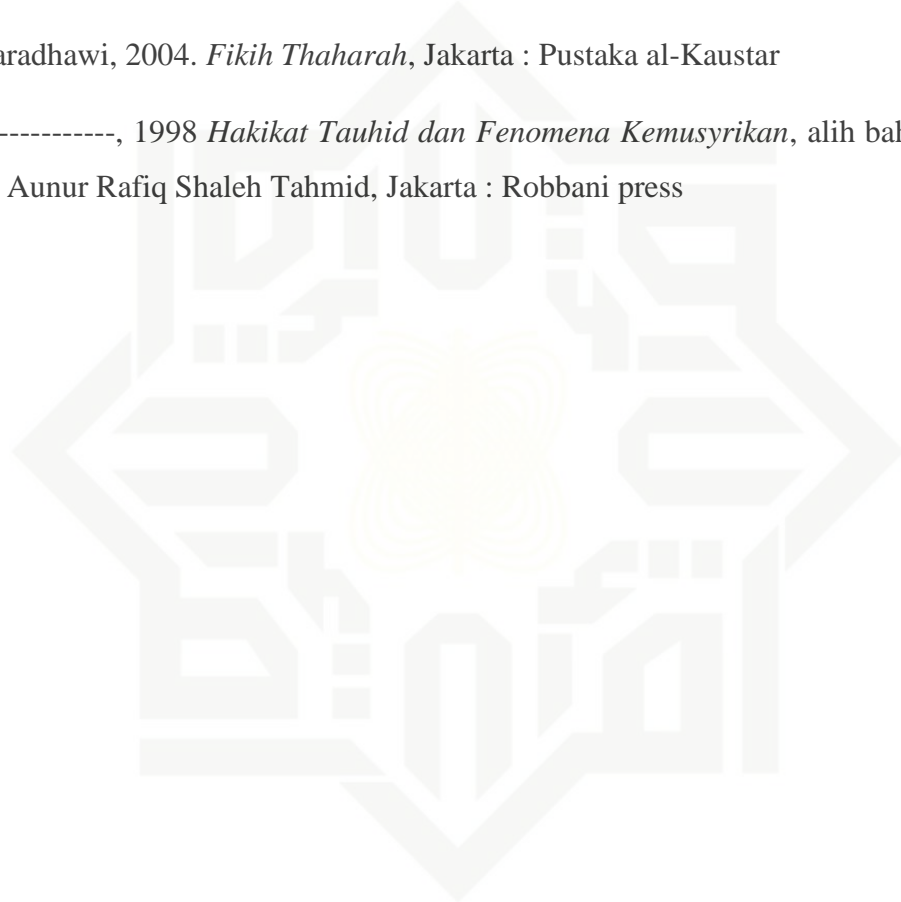 aradhawi, 2004. Fikih Thaharah, Jakarta : Pustaka al-Kaustar
-----------, 1998 Hakikat Tauhid dan Fenomena Kemusyrikan, alih bah
Aunur Rafiq Shaleh Tahmid, Jakarta : Robbani press